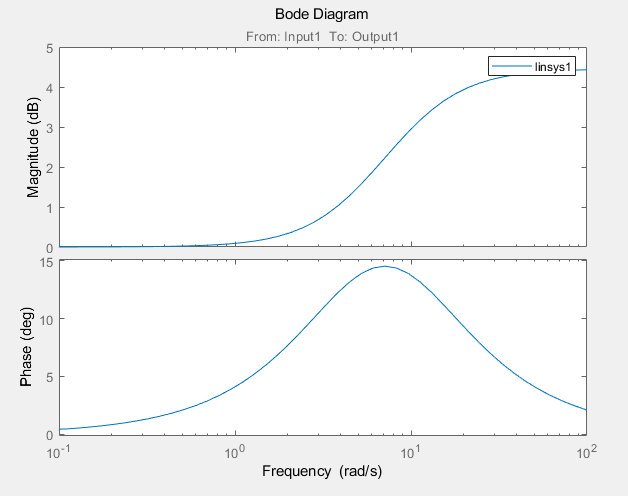 Bode Diagram
From: Input1 To: Output1
linsys1
Magnitude (dB)
5
4
3
2
1
0
Phase (deg)
15
10
5
0
10^-1
10^0
10^1
10^2
Frequency (rad/s)